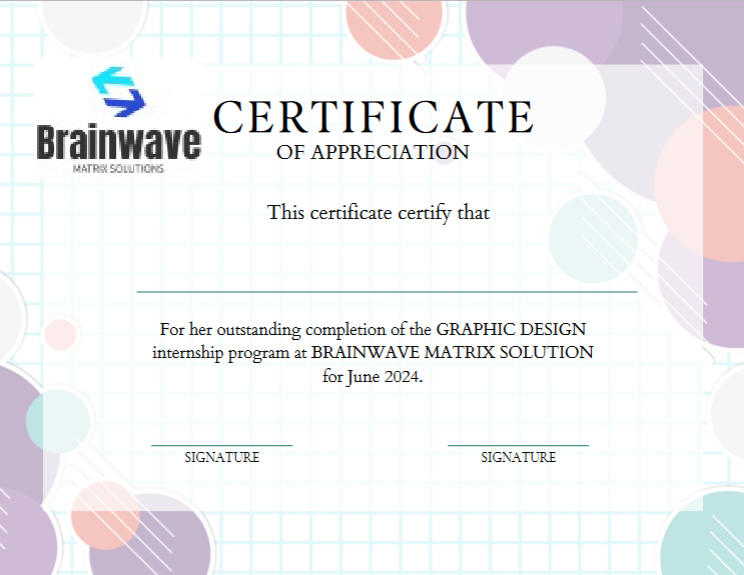 Brainwave
MATRIX SOLUTIONS
CERTIFICATE
OF APPRECIATION
This certificate certify that
For her outstanding completion of the GRAPHIC DESIGN
internship program at BRAINWAVE MATRIX SOLUTION
for June 2024.
SIGNATURE SIGNATURE